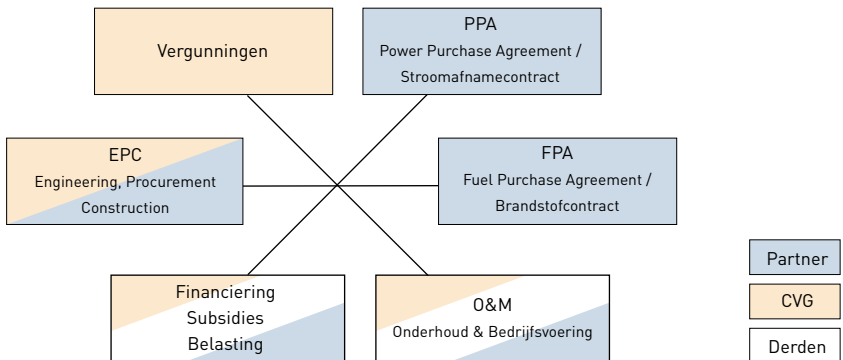 Vergunningen
PPA
Power Purchase Agreement /
Stroomafnamecontract
EPC
Engineering, Procurement
Construction
FPA
Fuel Purchase Agreement /
Brandstofcontract
Financiering
Subsidies
Belasting
O&M
Onderhoud & Bedrijfsvoering
Partner
CVG
Derden